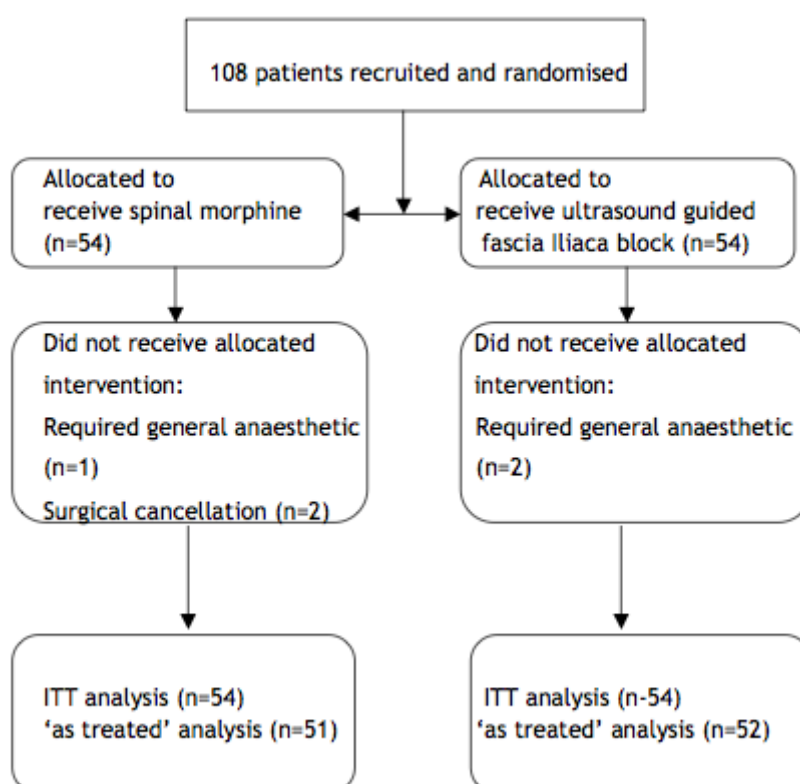 108 patients recruited and randomised
Allocated to
receive spinal morphine
(n=54)
Allocated to
receive ultrasound guided
fascia Iliaca block (n=54)
Did not receive allocated
intervention:
Required general anaesthetic
(n=1)
Surgical cancellation (n=2)
Did not receive allocated
intervention:
Required general anaesthetic
(n=2)
ITT analysis (n=54)
‘as treated’ analysis (n=51)
ITT analysis (n-54)
‘as treated’ analysis (n=52)